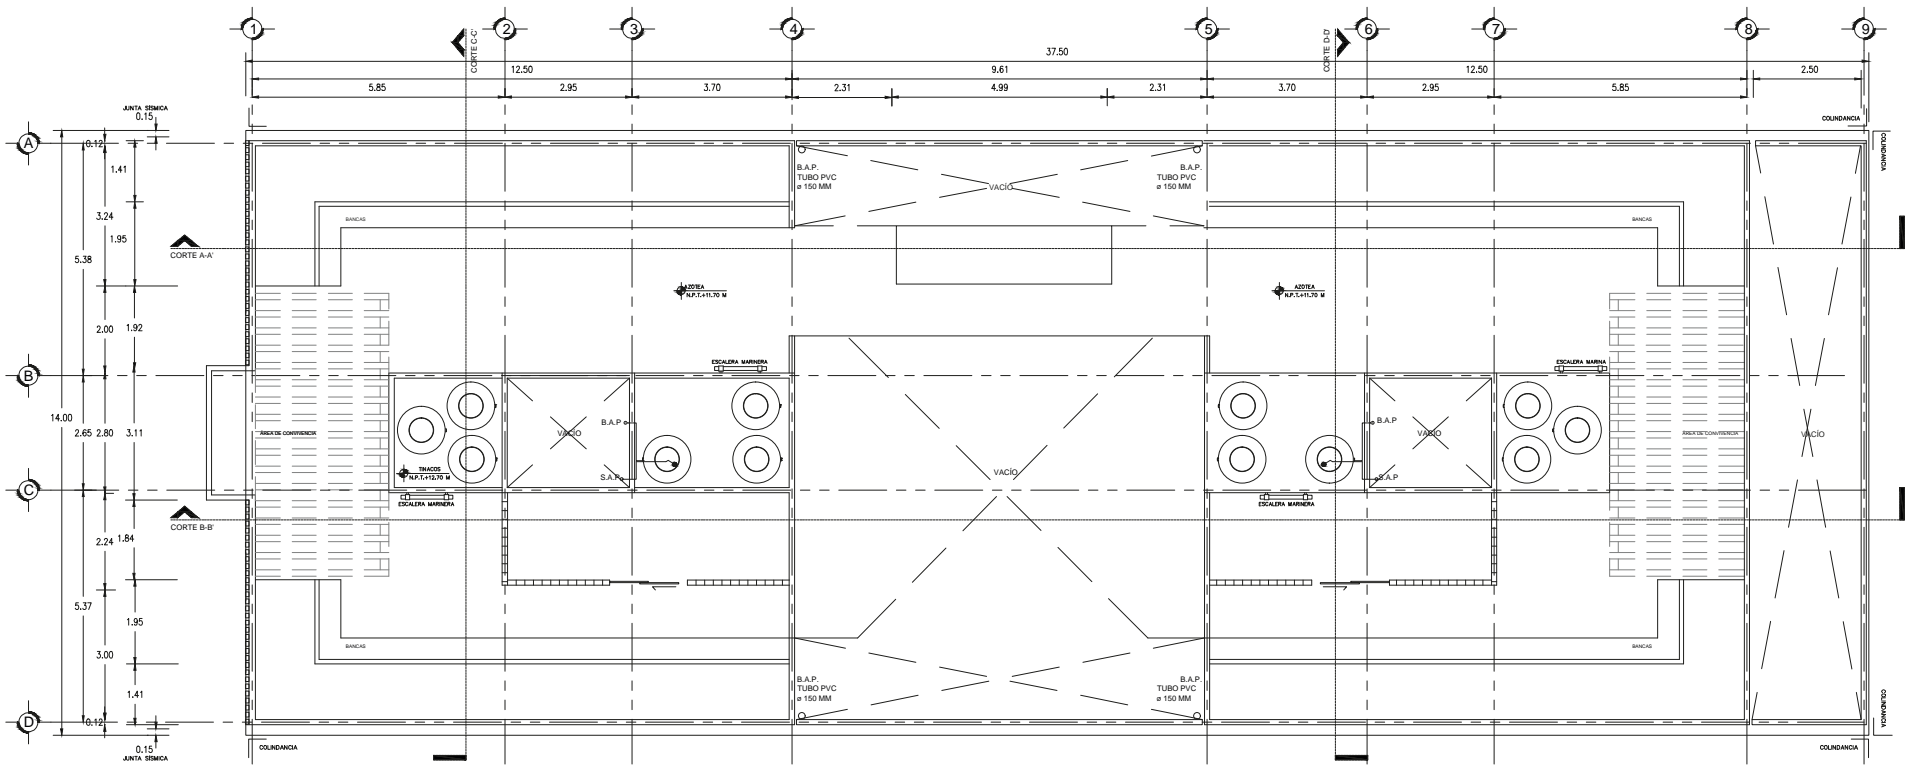 1
2
3
4
5
6
7
8
9
CORTE C-C'
CORTE D-D'
37.50
12.50
9.61
12.50
2.50
5.85
2.95
3.70
2.31
4.99
2.31
3.70
2.95
5.85
JUNTA SÍSMICA
0.15
COLINDANCIA
COLINDANCIA
A
0.12
1.41
B.A.P.
TUBO PVC
ø 150 MM
VACÍO
B.A.P.
TUBO PVC
ø 150 MM
3.24
BANCAS
BANCAS
1.95
CORTE A-A'
5.38
AZOTEA
N.P.T.+11.70 M
AZOTEA
N.P.T.+11.70 M
2.00
1.92
ESCALERA MARINERA
ESCALERA MARINA
B
14.00
2.65
2.80
3.11
ÁREA DE CONVIVENCIA
VACÍO
B.A.P
B.A.P
VACÍO
ÁREA DE CONVIVENCIA
VACÍO
TINACOS
N.P.T.+12.70 M
S.A.P
VACÍO
S.A.P
C
ESCALERA MARINERA
ESCALERA MARINERA
CORTE B-B'
2.24
1.84
5.37
1.95
BANCAS
BANCAS
3.00
B.A.P.
TUBO PVC
ø 150 MM
B.A.P.
TUBO PVC
ø 150 MM
1.41
D
0.12
COLINDANCIA
0.15
JUNTA SÍSMICA
COLINDANCIA
COLINDANCIA